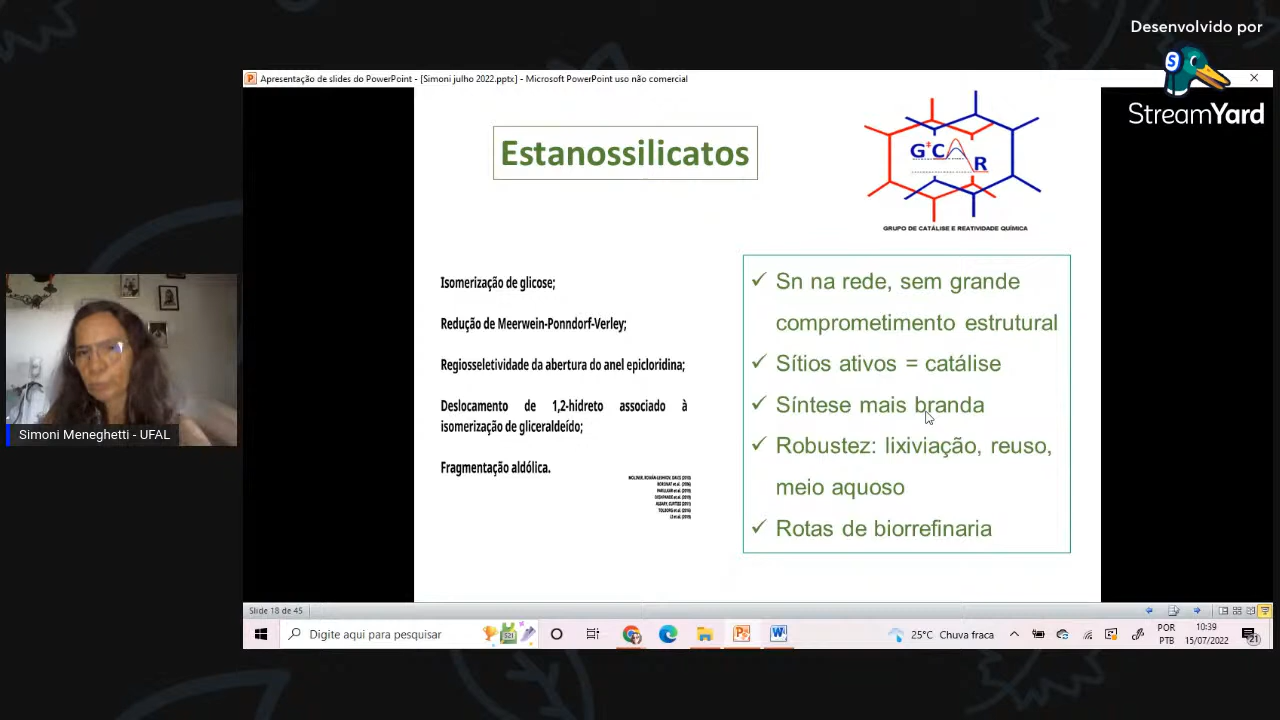 Desenvolvido por
StreamYard
Apresentação de slides do PowerPoint - [Simoni julho 2022.pptx] - Microsoft PowerPoint uso não comercial
Estanossilicatos
G*C
R
GRUPO DE CATÁLISE E REATIVIDADE QUÍMICA
Isomerização de glicose;
Redução de Meerwein-Ponndorf-Verley;
Regiosseletividade da abertura do anel epicloridina;
Deslocamento de 1,2-hidreto associado à
isomerização de gliceraldeído;
Fragmentação aldólica.
✓ Sn na rede, sem grande
comprometimento estrutural
✓ Sítios ativos = catálise
✓ Síntese mais branda
✓ Robustez: lixiviação, reuso,
meio aquoso
✓ Rotas de biorrefinaria
Simoni Meneghetti - UFAL
Slide 18 de 45
Digite aqui para pesquisar
25°C Chuva fraca
POR
PTB
10:39
15/07/2022
21